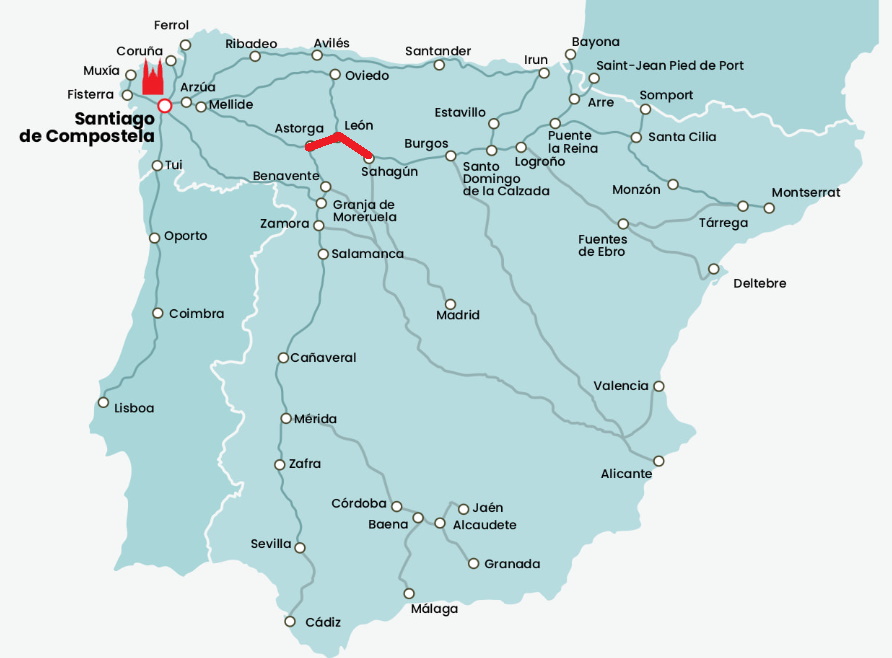 Ferrol
Coruña
Ribadeo
Avilés
Santander
Irun
Bayona
Muxía
Saint-Jean Pied de Port
Oviedo
Fisterra
Arzúa
Mellide
Arre
Somport
Santiago
de Compostela
Estavillo
Astorga
León
Burgos
Puente
la Reina
Santa Cilia
Sahagún
Santo
Domingo
de la Calzada
Logroño
Tui
Benavente
Monzón
Montserrat
Granja de
Moreruela
Zamora
Tárrega
Oporto
Fuentes
de Ebro
Salamanca
Deltebre
Madrid
Coimbra
Cañaveral
Valencia
Lisboa
Mérida
Zafra
Alicante
Córdoba
Jaén
Baena
Alcaudete
Sevilla
Granada
Málaga
Cádiz